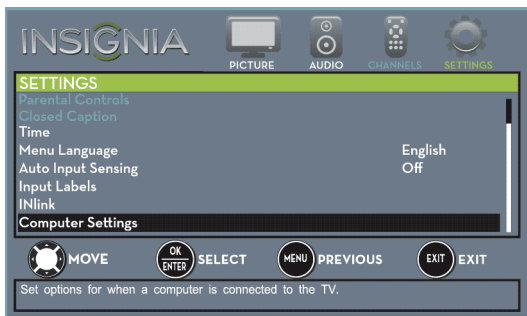 INSIGNIA
PICTURE AUDIO CHANNELS SETTINGS
SETTINGS
Parental Controls
Closed Caption
Time
Menu Language English
Auto Input Sensing Off
Input Labels
INlink
Computer Settings
MOVE OK ENTER SELECT MENU PREVIOUS EXIT EXIT
Set options for when a computer is connected to the TV.